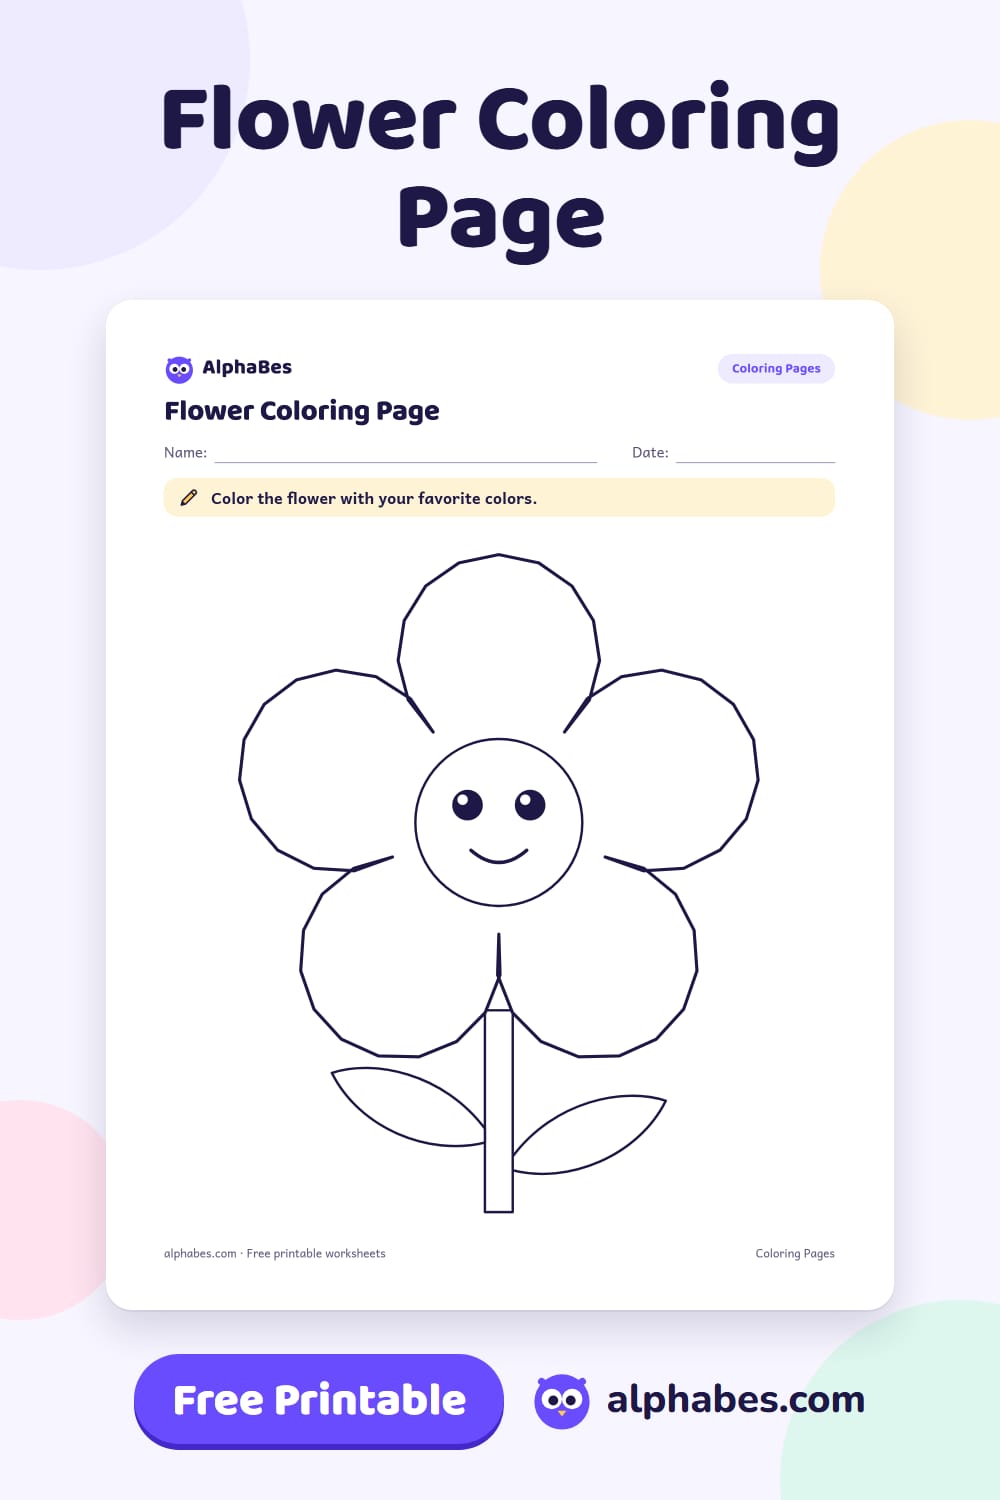 Flower Coloring
Page
AlphaBes
Coloring Pages
Flower Coloring Page
Name:
Date:
Color the flower with your favorite colors.
alphabes.com · Free printable worksheets
Coloring Pages
Free Printable
alphabes.com